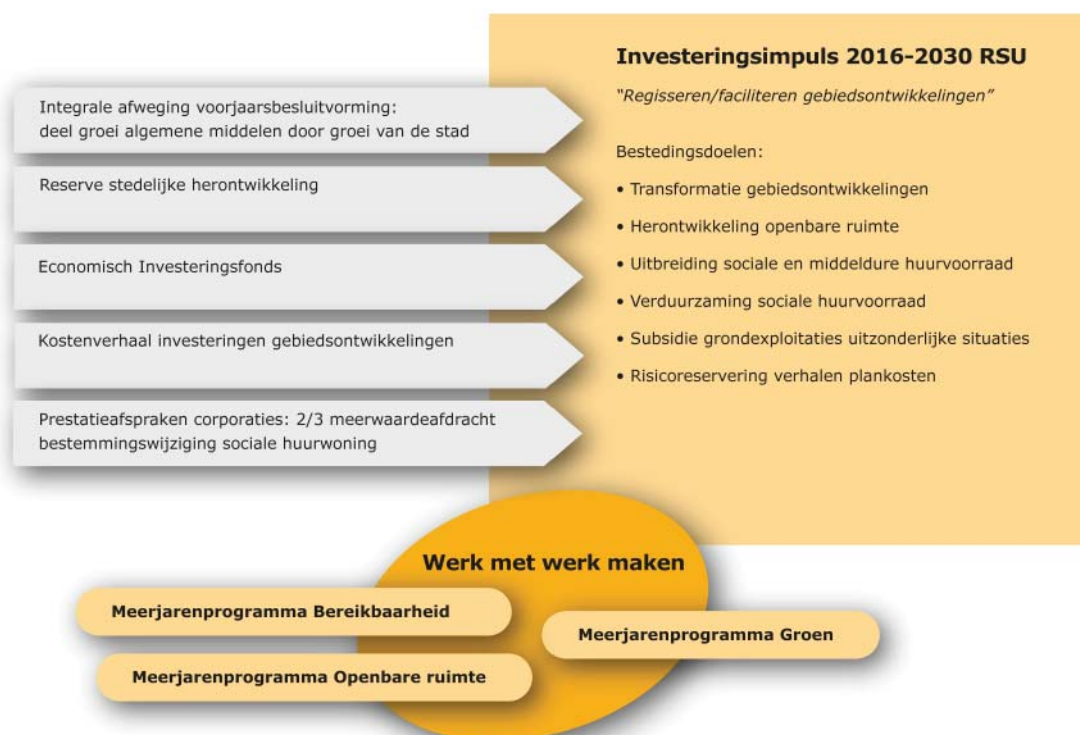 Integrale afweging voorjaarsbesluitvorming:
deel groei algemene middelen door groei van de stad
Reserve stedelijke herontwikkeling
Economisch Investeringsfonds
Kostenverhaal investeringen gebiedsontwikkelingen
Prestatieafspraken corporaties: 2/3 meerwaardeafdracht
bestemmingswijziging sociale huurwoning
Investeringsimpuls 2016-2030 RSU
"Regisseren/faciliteren gebiedsontwikkelingen"
Bestedingsdoelen:
• Transformatie gebiedsontwikkelingen
• Herontwikkeling openbare ruimte
• Uitbreiding sociale en middeldure huurvoorraad
• Verduurzaming sociale huurvoorraad
• Subsidie grondexploitaties uitzonderlijke situaties
• Risicoreservering verhalen plankosten
Werk met werk maken
Meerjarenprogramma Bereikbaarheid
Meerjarenprogramma Groen
Meerjarenprogramma Openbare ruimte